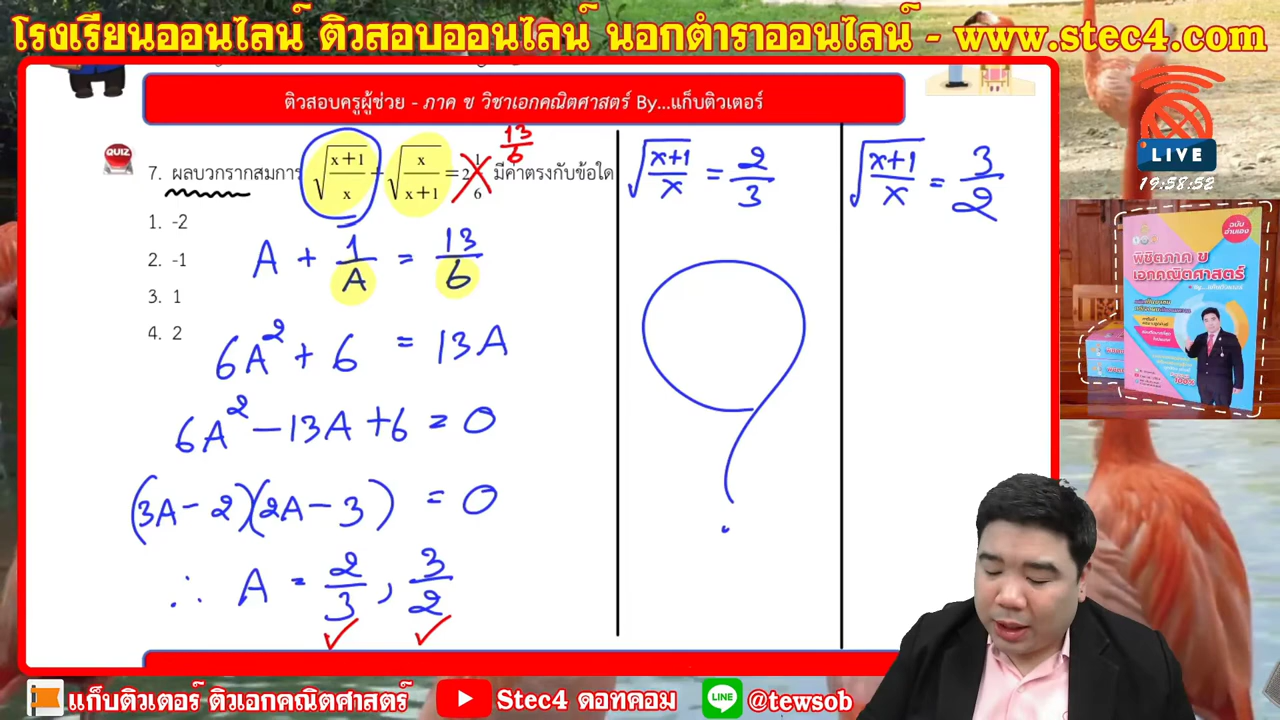 โรงเรียนออนไลน์ ติวสอบออนไลน์ นอกตำราออนไลน์ - www.stec4.com
ติวสอบครูผู้ช่วย - ภาค ข วิชาเอกคณิตศาสตร์ By...แก็บติวเตอร์
QUIZ
7. ผลบวกรากสมการ √((x+1)/x) + √(x/(x+1)) = 2 1/6 มีค่าตรงกับข้อใด
13/6
1. -2
2. -1
3. 1
4. 2
A + 1/A = 13/6
6A² + 6 = 13A
6A² - 13A + 6 = 0
(3A - 2)(2A - 3) = 0
∴ A = 2/3, 3/2
√((x+1)/x) = 2/3
?
√((x+1)/x) = 3/2
LIVE
19:58:52
ฉบับ
อ่านเอง
พิชิตภาค ข
เอกคณิตศาสตร์
แก็บติวเตอร์ ติวเอกคณิตศาสตร์
Stec4 ดอทคอม
LINE
@tewsob